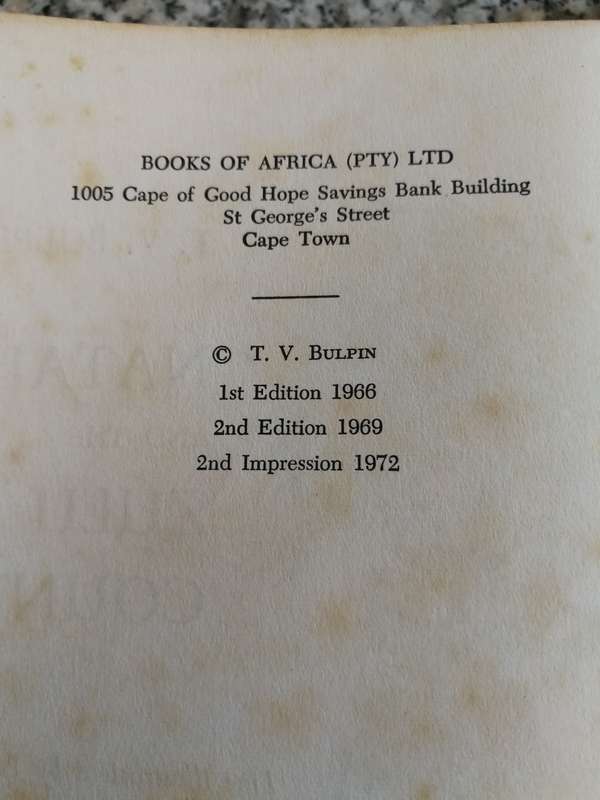 BOOKS OF AFRICA (PTY) LTD
1005 Cape of Good Hope Savings Bank Building
St George's Street
Cape Town
© T. V. BULPIN
1st Edition 1966
2nd Edition 1969
2nd Impression 1972